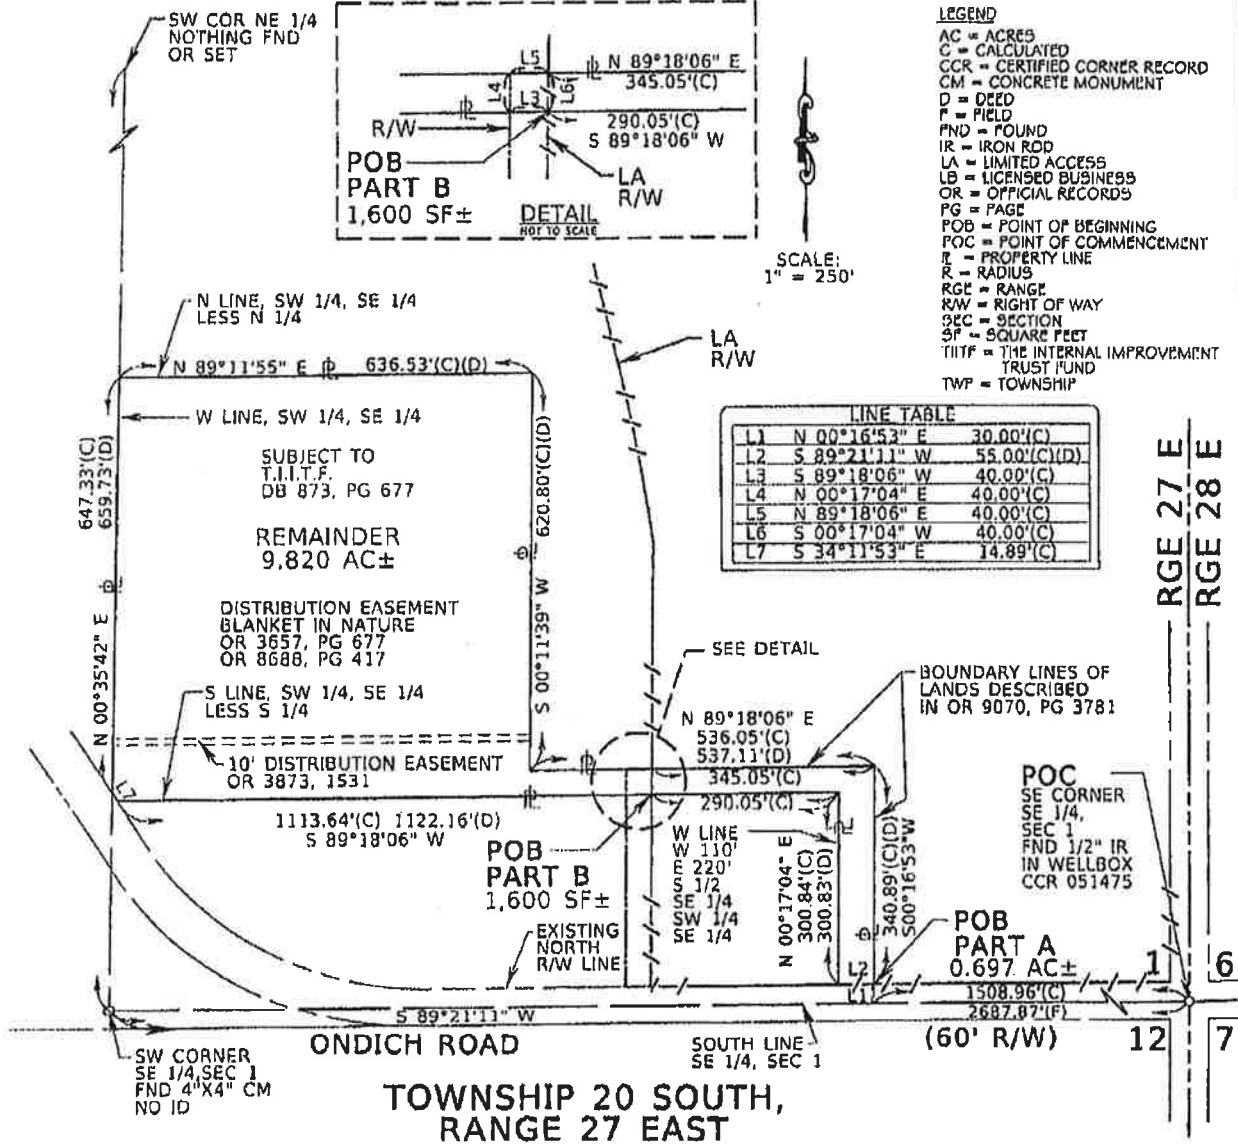 SW COR NE 1/4
NOTHING FND
OR SET
L5
N 89°18'06" E
345.05'(C)
L4
L6
L3
290.05'(C)
S 89°18'06" W
R/W
POB
PART B
1,600 SF±
LA
R/W
DETAIL
NOT TO SCALE
SCALE:
1" = 250'
LEGEND
AC = ACRES
C = CALCULATED
CCR = CERTIFIED CORNER RECORD
CM = CONCRETE MONUMENT
D = DEED
F = FIELD
FND = FOUND
IR = IRON ROD
LA = LIMITED ACCESS
LB = LICENSED BUSINESS
OR = OFFICIAL RECORDS
PG = PAGE
POB = POINT OF BEGINNING
POC = POINT OF COMMENCEMENT
PL = PROPERTY LINE
R = RADIUS
RGE = RANGE
R/W = RIGHT OF WAY
SEC = SECTION
SF = SQUARE FEET
TIITF = THE INTERNAL IMPROVEMENT
TRUST FUND
TWP = TOWNSHIP
N LINE, SW 1/4, SE 1/4
LESS N 1/4
N 89°11'55" E 636.53'(C)(D)
W LINE, SW 1/4, SE 1/4
LA
R/W
647.33'(C)
659.73'(D)
N 00°35'42" E
SUBJECT TO
T.I.I.T.F.
DB 873, PG 677
REMAINDER
9,820 AC±
DISTRIBUTION EASEMENT
BLANKET IN NATURE
OR 3657, PG 677
OR 8688, PG 417
620.80'(C)(D)
S 00°11'39" W
LINE TABLE
L1 N 00°16'53" E 30.00'(C)
L2 S 89°21'11" W 55.00'(C)(D)
L3 S 89°18'06" W 40.00'(C)
L4 N 00°17'04" E 40.00'(C)
L5 N 89°18'06" E 40.00'(C)
L6 S 00°17'04" W 40.00'(C)
L7 S 34°11'53" E 14.89'(C)
RGE 27 E
RGE 28 E
S LINE, SW 1/4, SE 1/4
LESS S 1/4
SEE DETAIL
BOUNDARY LINES OF
LANDS DESCRIBED
IN OR 9070, PG 3781
N 89°18'06" E
536.05'(C)
537.11'(D)
345.05'(C)
290.05'(C)
10' DISTRIBUTION EASEMENT
OR 3873, 1531
L7
1113.64'(C) 1122.16'(D)
S 89°18'06" W
POB
PART B
1,600 SF±
W LINE
W 110'
E 220'
S 1/2
SE 1/4
SW 1/4
SE 1/4
N 00°17'04" E
300.84'(C)
300.83'(D)
340.89'(C)(D)
S00°16'53"W
POC
SE CORNER
SE 1/4,
SEC 1
FND 1/2" IR
IN WELLBOX
CCR 051475
EXISTING
NORTH
R/W LINE
POB
PART A
0.697 AC±
L2
L1
1
6
1508.96'(C)
2687.87'(F)
S 89°21'11" W
ONDICH ROAD
SOUTH LINE
SE 1/4, SEC 1
(60' R/W)
12
7
SW CORNER
SE 1/4, SEC 1
FND 4"X4" CM
NO ID
TOWNSHIP 20 SOUTH,
RANGE 27 EAST